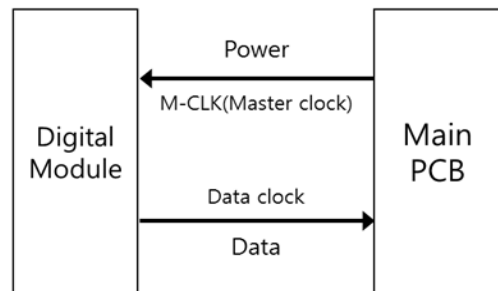 Digital
Module
Power
M-CLK(Master clock)
Data clock
Data
Main
PCB